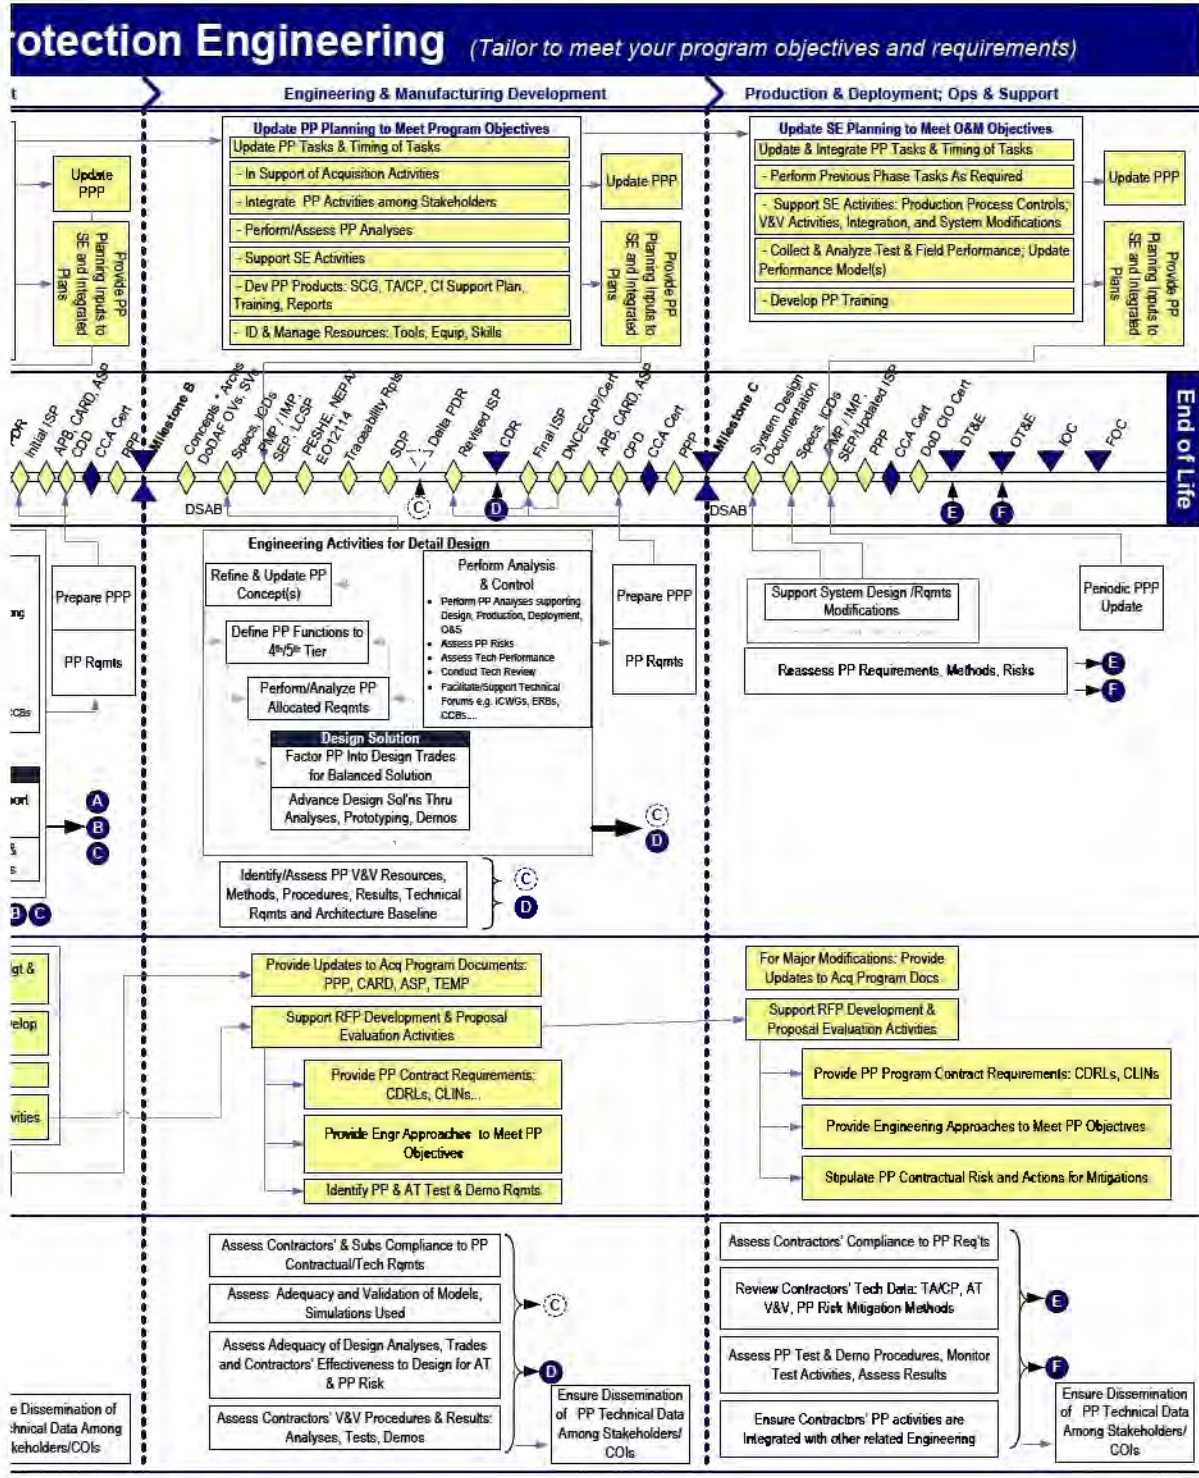 otection Engineering (Tailor to meet your program objectives and requirements)
t
Engineering & Manufacturing Development
Production & Deployment; Ops & Support
Update
PPP
Provide PP
Planning Inputs to
SE and Integrated
Plans
Update PP Planning to Meet Program Objectives
Update PP Tasks & Timing of Tasks
- In Support of Acquisition Activities
- Integrate PP Activities among Stakeholders
- Perform/Assess PP Analyses
- Support SE Activities
- Dev PP Products: SCG, TA/CP, CI Support Plan,
Training, Reports
- ID & Manage Resources: Tools, Equip, Skills
Update PPP
Provide PP
Planning Inputs to
SE and Integrated
Plans
Update SE Planning to Meet O&M Objectives
Update & Integrate PP Tasks & Timing of Tasks
- Perform Previous Phase Tasks As Required
- Support SE Activities: Production Process Controls;
V&V Activities, Integration, and System Modifications
- Collect & Analyze Test & Field Performance; Update
Performance Model(s)
- Develop PP Training
Update PPP
Provide PP
Planning Inputs to
SE and Integrated
Plans
PDR
Initial ISP
APB, CARD, ASP
CDD
CCA Cert
PPP
Milestone B
Concepts * Archs
DoDAF OVs, SVs
Specs, ICDs
PMP / IMP,
SEP, LCSP
PESHE, NEPA/
EO12114
Traceability Rpts
SDP
Delta PDR
Revised ISP
CDR
Final ISP
DNCECAP/Cert
APB, CARD, ASP
CPD
CCA Cert
PPP
Milestone C
System Design
Documentation
Specs, ICDs
PMP / IMP,
SEP/Updated ISP
PPP
CCA Cert
DoD CIO Cert
DT&E
OT&E
IOC
FOC
End of Life
DSAB
C
D
DSAB
E
F
Prepare PPP
PP Rqmts
A
B
C
B C
Engineering Activities for Detail Design
Refine & Update PP
Concept(s)
Define PP Functions to
4th/5th Tier
Perform/Analyze PP
Allocated Reqmts
Design Solution
Factor PP Into Design Trades
for Balanced Solution
Advance Design Sol'ns Thru
Analyses, Prototyping, Demos
Perform Analysis
& Control
• Perform PP Analyses supporting
Design, Production, Deployment,
O&S
• Assess PP Risks
• Assess Tech Performance
• Conduct Tech Review
• Facilitate/Support Technical
Forums e.g. ICWGs, ERBs,
CCBs....
Prepare PPP
PP Rqmts
C
D
Identify/Assess PP V&V Resources,
Methods, Procedures, Results, Technical
Rqmts and Architecture Baseline
C
D
Support System Design /Rqmts
Modifications
Periodic PPP
Update
Reassess PP Requirements, Methods, Risks
E
F
gt &
velop
vities
Provide Updates to Acq Program Documents:
PPP, CARD, ASP, TEMP
Support RFP Development & Proposal
Evaluation Activities
Provide PP Contract Requirements:
CDRLs, CLINs...
Provide Engr Approaches to Meet PP
Objectives
Identify PP & AT Test & Demo Rqmts
For Major Modifications: Provide
Updates to Acq Program Docs
Support RFP Development &
Proposal Evaluation Activities
Provide PP Program Contract Requirements: CDRLs, CLINs
Provide Engineering Approaches to Meet PP Objectives
Stipulate PP Contractual Risk and Actions for Mitigations
e Dissemination of
chnical Data Among
keholders/COIs
Assess Contractors' & Subs Compliance to PP
Contractual/Tech Rqmts
Assess Adequacy and Validation of Models,
Simulations Used
Assess Adequacy of Design Analyses, Trades
and Contractors' Effectiveness to Design for AT
& PP Risk
Assess Contractors' V&V Procedures & Results:
Analyses, Tests, Demos
C
D
Ensure Dissemination
of PP Technical Data
Among Stakeholders/
COIs
Assess Contractors' Compliance to PP Req'ts
Review Contractors' Tech Data: TA/CP, AT
V&V, PP Risk Mitigation Methods
Assess PP Test & Demo Procedures, Monitor
Test Activities, Assess Results
Ensure Contractors' PP activities are
Integrated with other related Engineering
E
F
Ensure Dissemination
of PP Technical Data
Among Stakeholders/
COIs